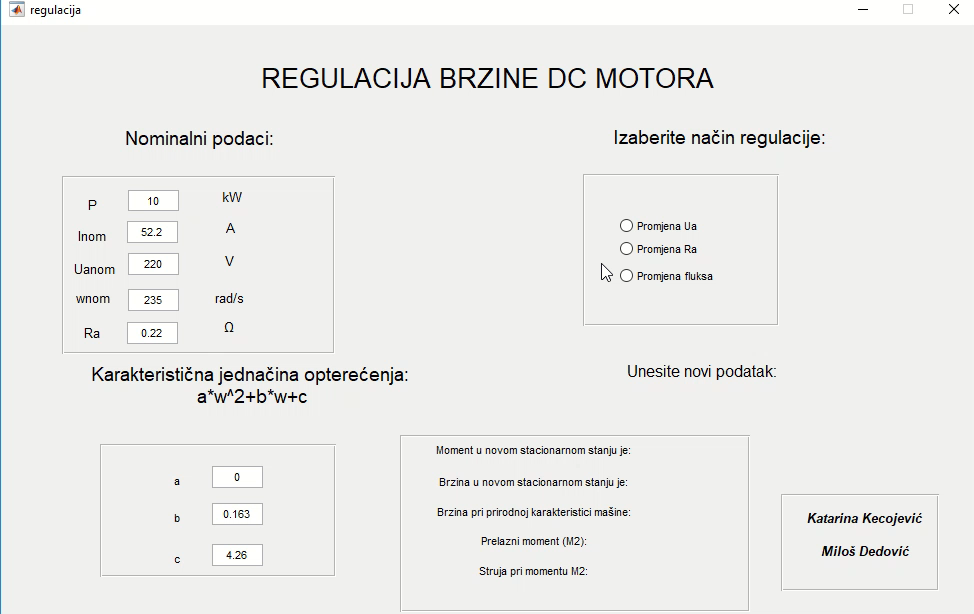 regulacija
REGULACIJA BRZINE DC MOTORA
Nominalni podaci:
P 10 kW
Inom 52.2 A
Uanom 220 V
wnom 235 rad/s
Ra 0.22 Ω
Izaberite način regulacije:
Promjena Ua
Promjena Ra
Promjena fluksa
Karakteristična jednačina opterećenja:
a*w^2+b*w+c
a 0
b 0.163
c 4.26
Unesite novi podatak:
Moment u novom stacionarnom stanju je:
Brzina u novom stacionarnom stanju je:
Brzina pri prirodnoj karakteristici mašine:
Prelazni moment (M2):
Struja pri momentu M2:
Katarina Kecojević
Miloš Dedović